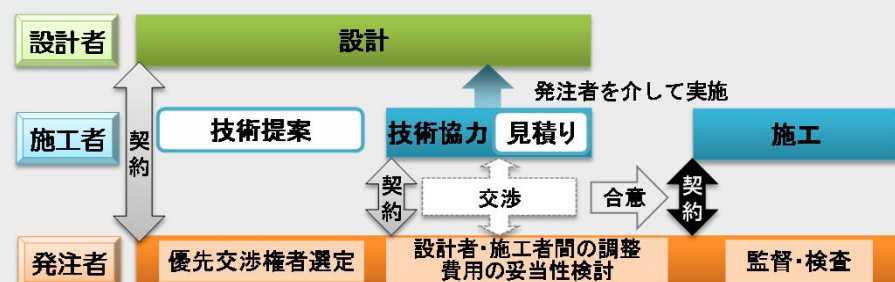 設計者
設計
発注者を介して実施
施工者
契約
技術提案
技術協力
見積り
施工
契約
交渉
合意
契約
発注者
優先交渉権者選定
設計者・施工者間の調整
費用の妥当性検討
監督・検査